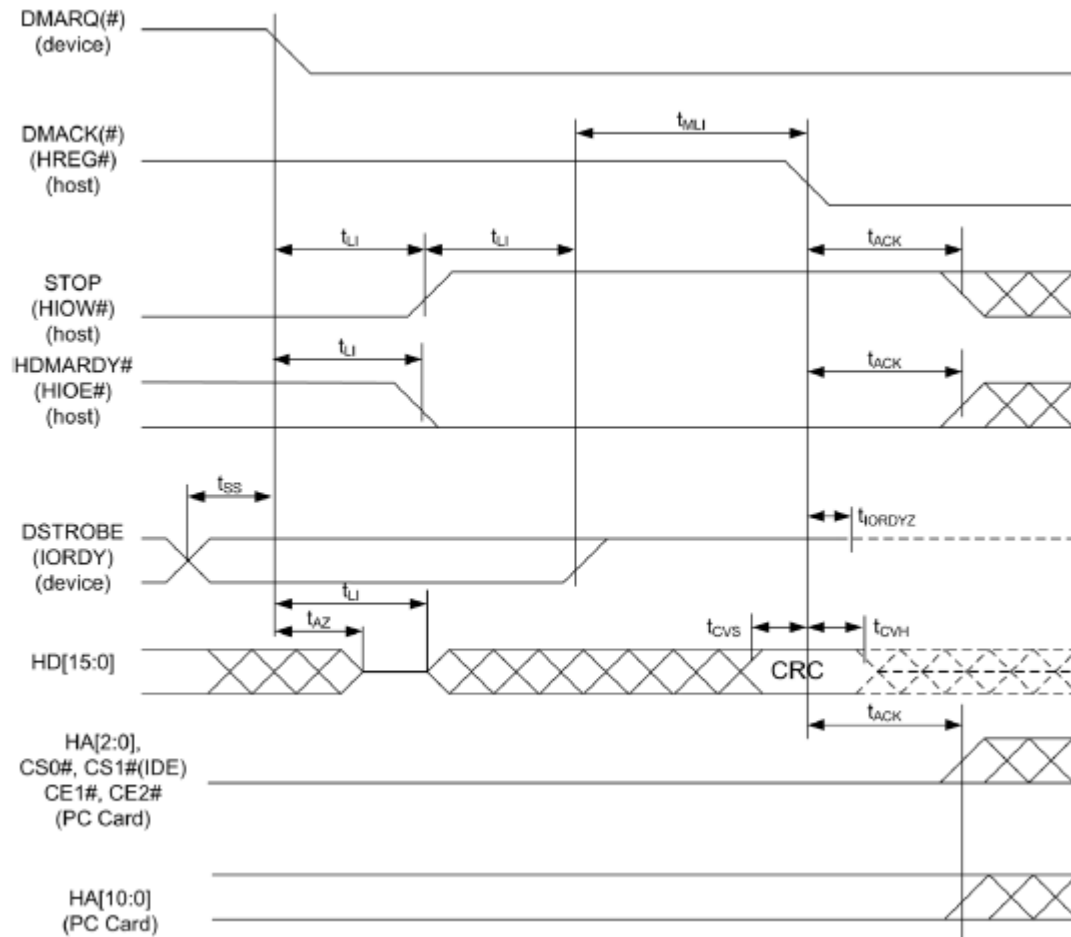 DMARQ(#)
(device)
DMACK(#)
(HREG#)
(host)
tMLI
tLI
tLI
tACK
STOP
(HIOW#)
(host)
tLI
tACK
HDMARDY#
(HIOE#)
(host)
tSS
tIORDYZ
DSTROBE
(IORDY)
(device)
tLI
tAZ
tCVS
tCVH
HD[15:0]
CRC
tACK
HA[2:0],
CS0#, CS1#(IDE)
CE1#, CE2#
(PC Card)
HA[10:0]
(PC Card)